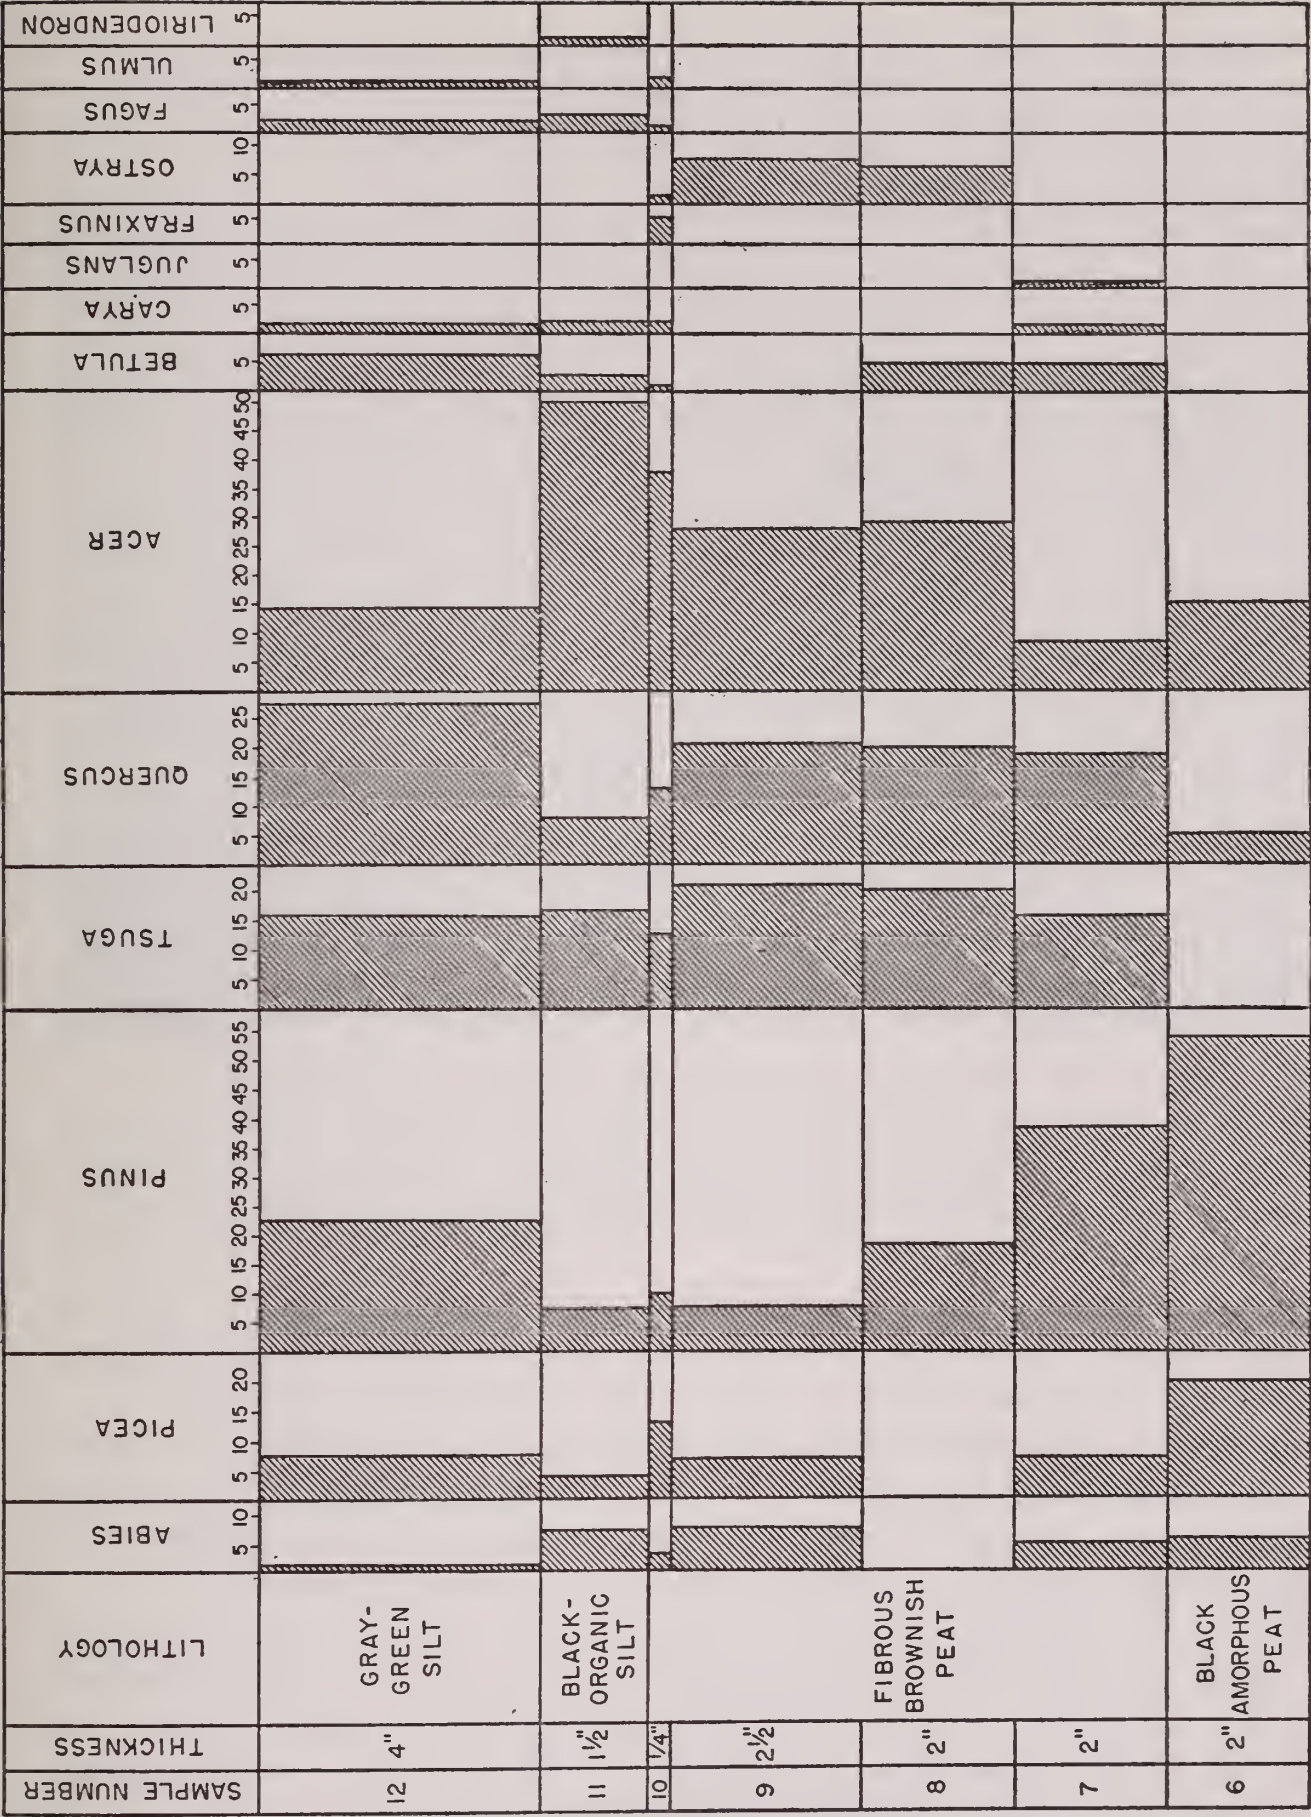 SAMPLE NUMBER
THICKNESS
LITHOLOGY
ABIES
PICEA
PINUS
TSUGA
QUERCUS
ACER
BETULA
CARYA
JUGLANS
FRAXINUS
OSTRYA
FAGUS
ULMUS
LIRIODENDRON
5 10
5 10 15 20
5 10 15 20 25 30 35 40 45 50 55
5 10 15 20
5 10 15 20 25
5 10 15 20 25 30 35 40 45 50
5
5
5
5
5 10
5
5
5
12
4"
GRAY-
GREEN
SILT
11
1½"
BLACK-
ORGANIC
SILT
10
¼"
9
2½"
8
2"
7
2"
FIBROUS
BROWNISH
PEAT
6
2"
BLACK
AMORPHOUS
PEAT